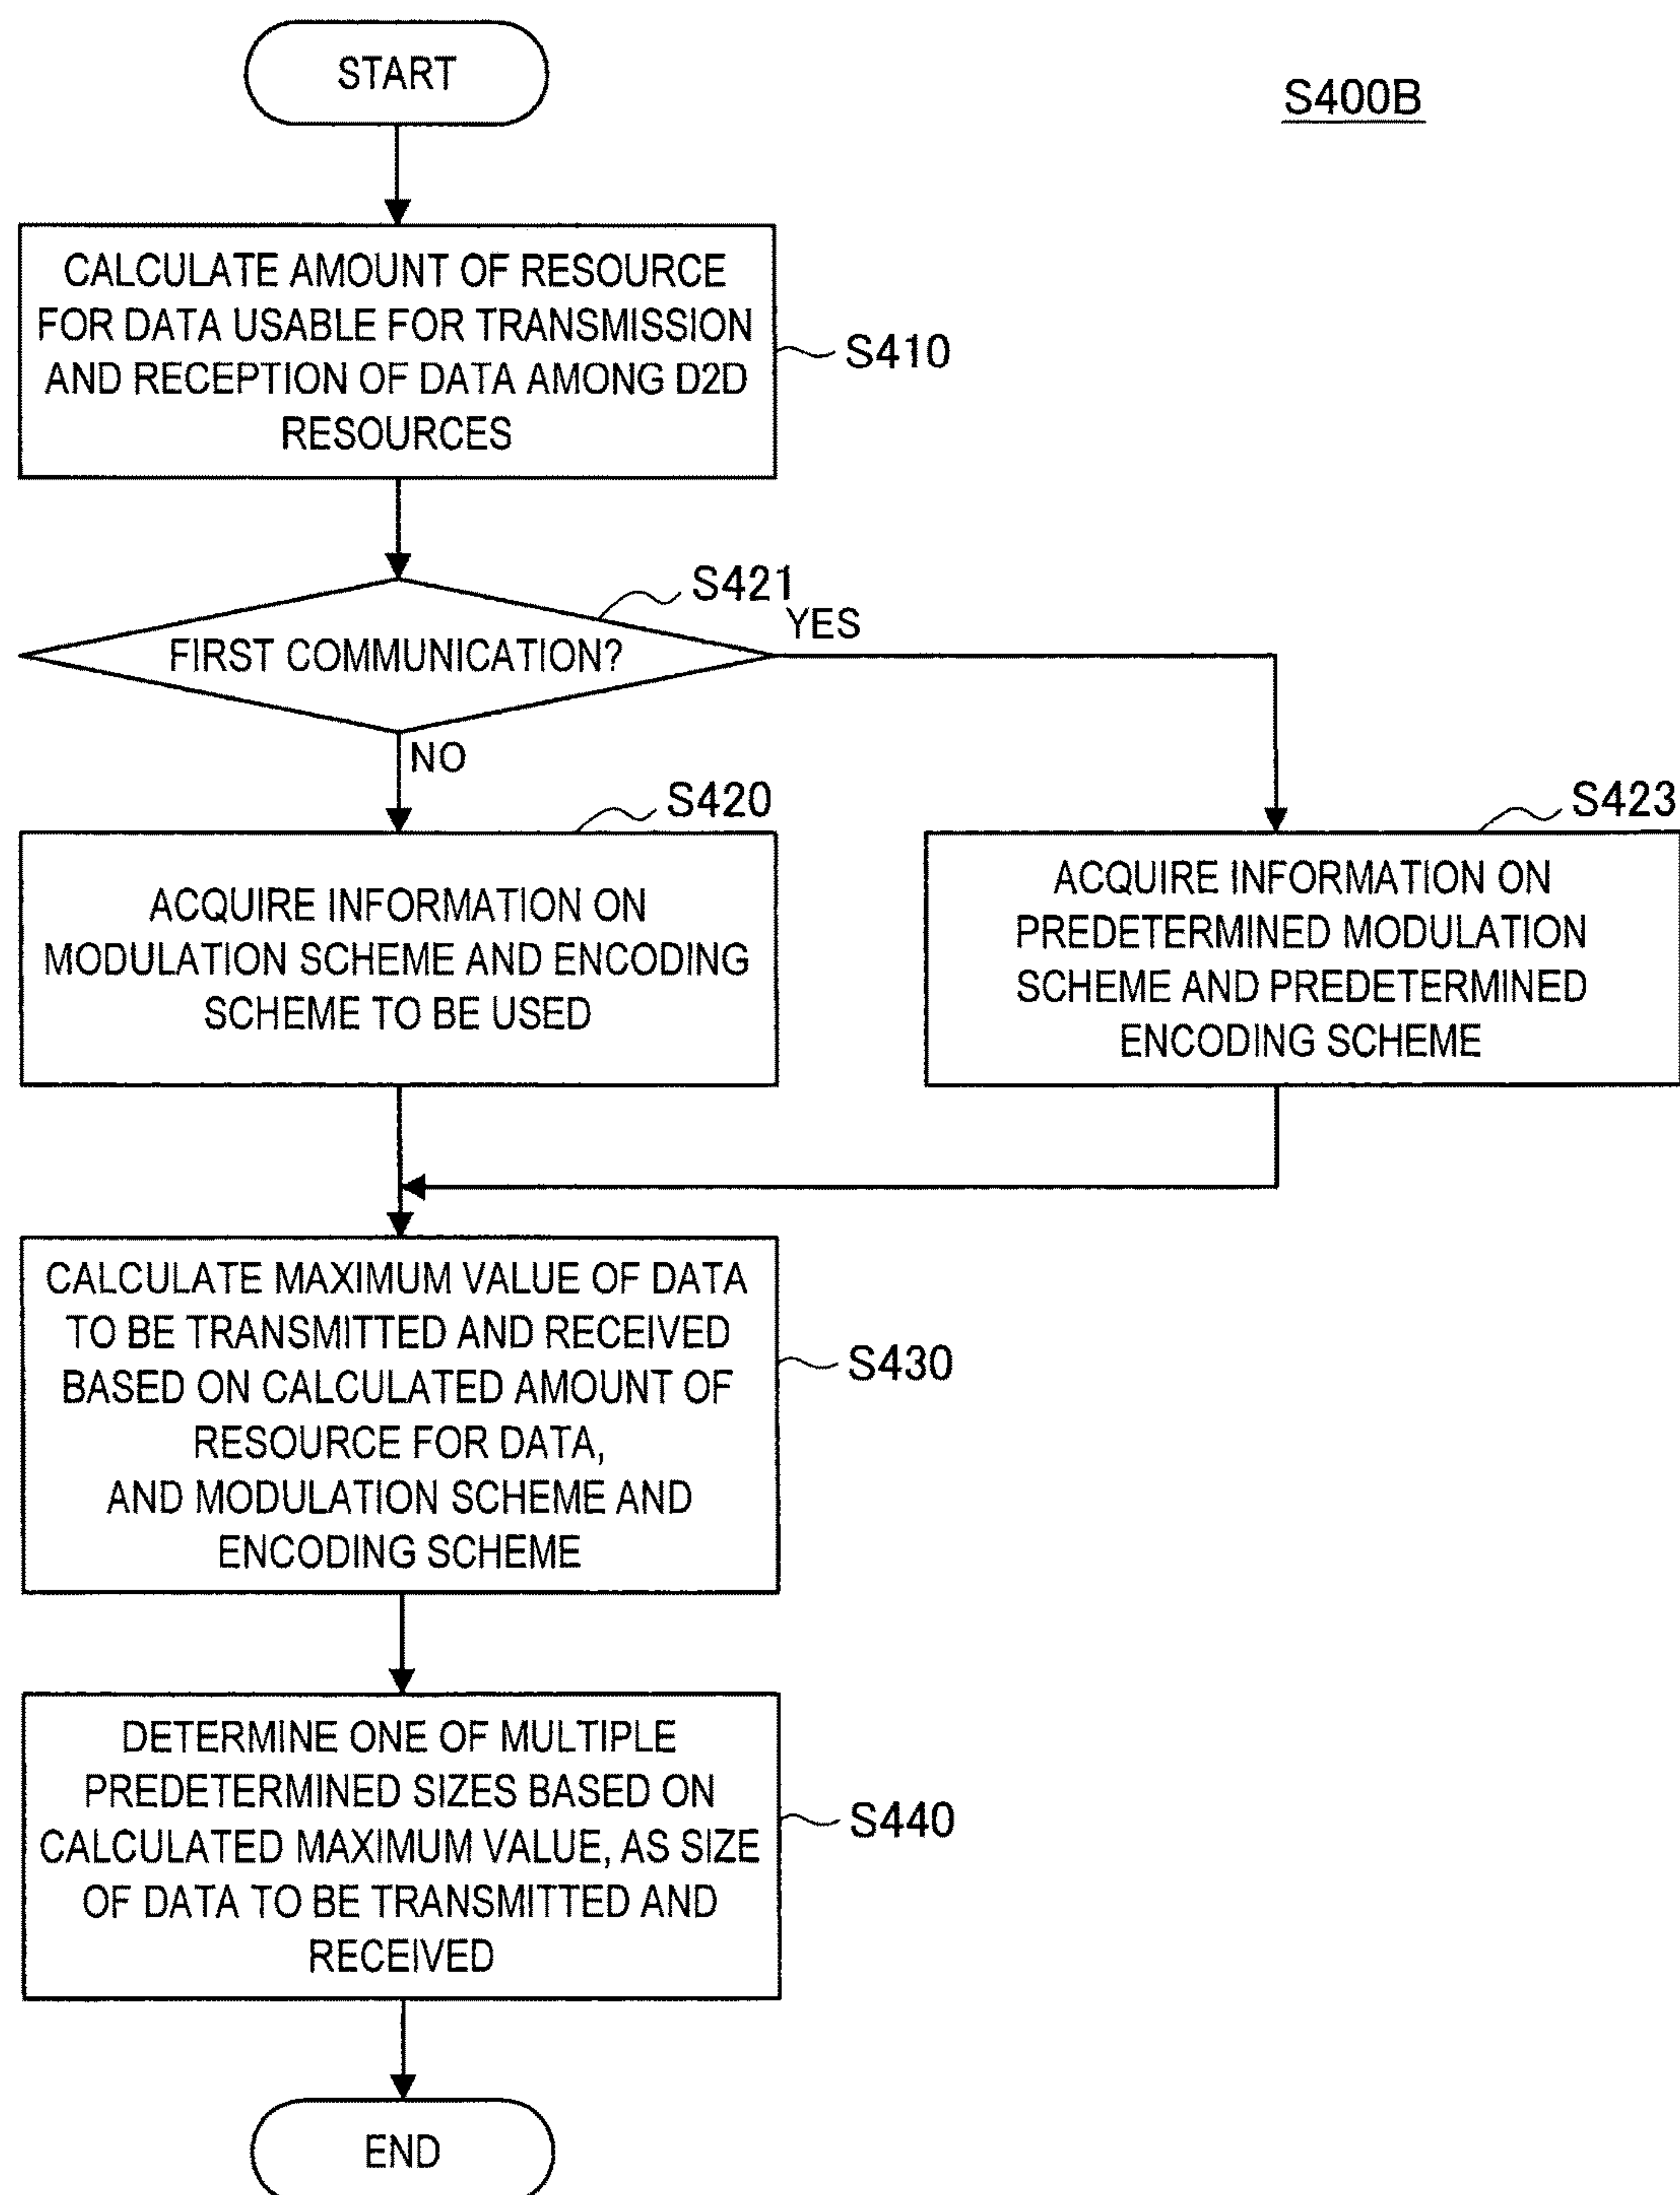 START
S400B
CALCULATE AMOUNT OF RESOURCE
FOR DATA USABLE FOR TRANSMISSION
AND RECEPTION OF DATA AMONG D2D
RESOURCES
S410
S421
FIRST COMMUNICATION?
YES
NO
S420
ACQUIRE INFORMATION ON
MODULATION SCHEME AND ENCODING
SCHEME TO BE USED
S423
ACQUIRE INFORMATION ON
PREDETERMINED MODULATION
SCHEME AND PREDETERMINED
ENCODING SCHEME
CALCULATE MAXIMUM VALUE OF DATA
TO BE TRANSMITTED AND RECEIVED
BASED ON CALCULATED AMOUNT OF
RESOURCE FOR DATA,
AND MODULATION SCHEME AND
ENCODING SCHEME
S430
DETERMINE ONE OF MULTIPLE
PREDETERMINED SIZES BASED ON
CALCULATED MAXIMUM VALUE, AS SIZE
OF DATA TO BE TRANSMITTED AND
RECEIVED
S440
END